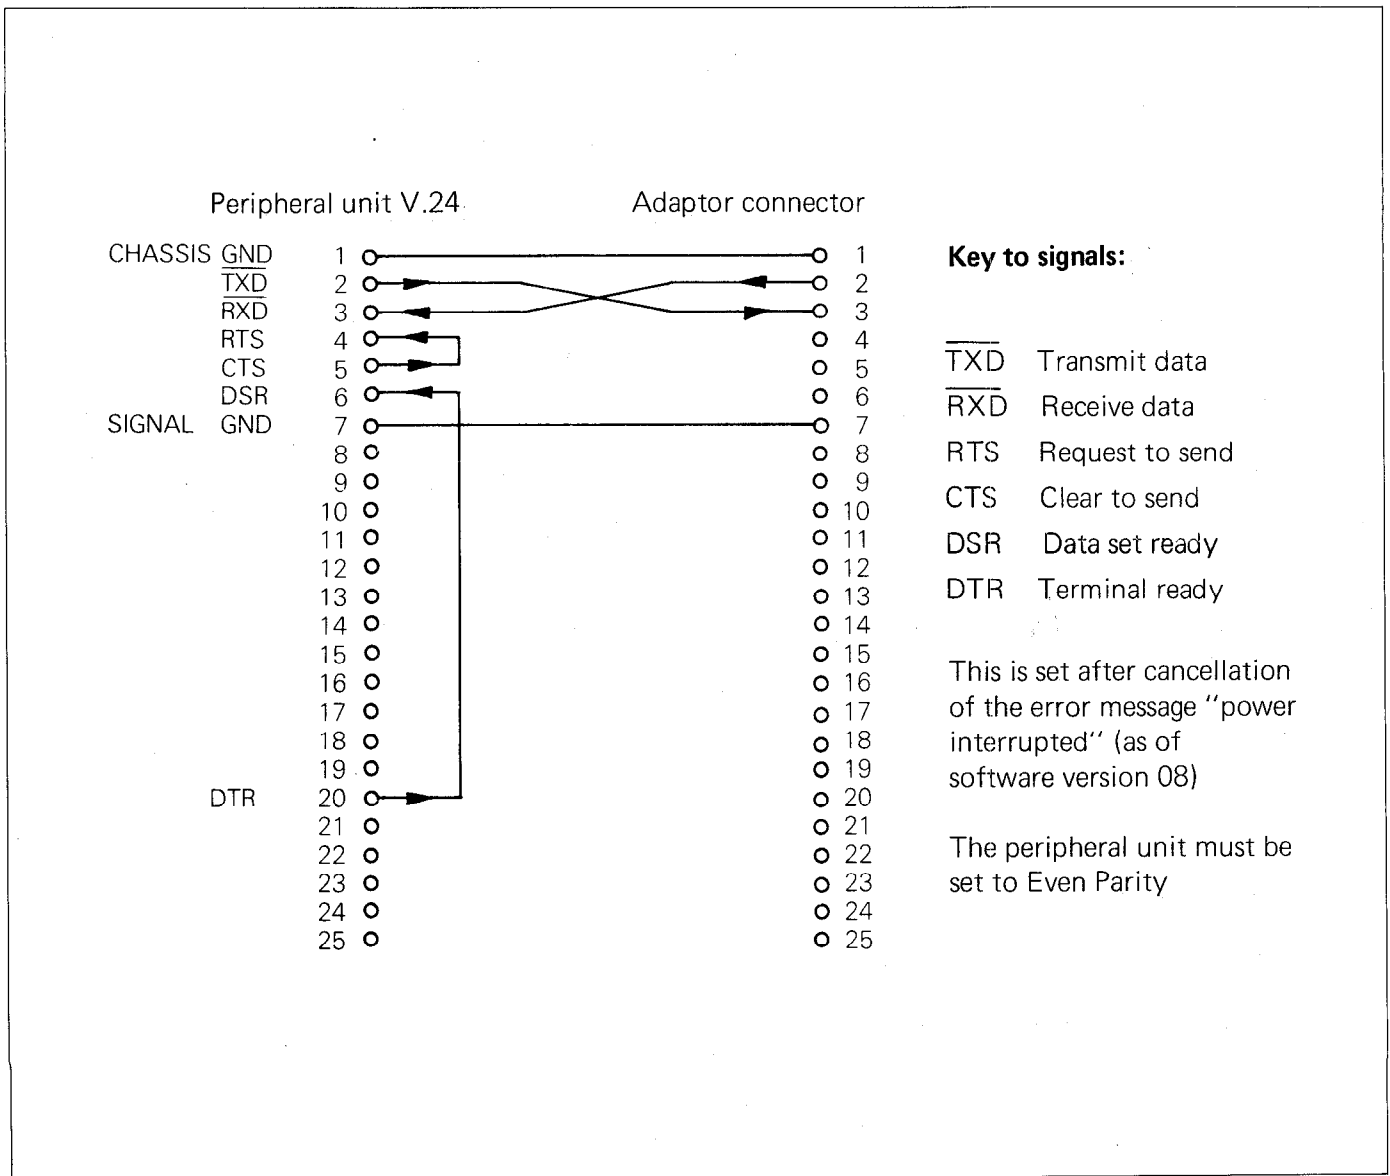 Peripheral unit V.24 Adaptor connector
CHASSIS GND 1 1
TXD 2 2
RXD 3 3
RTS 4 4
CTS 5 5
DSR 6 6
SIGNAL GND 7 7
8 8
9 9
10 10
11 11
12 12
13 13
14 14
15 15
16 16
17 17
18 18
19 19
DTR 20 20
21 21
22 22
23 23
24 24
25 25
Key to signals:
TXD Transmit data
RXD Receive data
RTS Request to send
CTS Clear to send
DSR Data set ready
DTR Terminal ready
This is set after cancellation
of the error message "power
interrupted" (as of
software version 08)
The peripheral unit must be
set to Even Parity